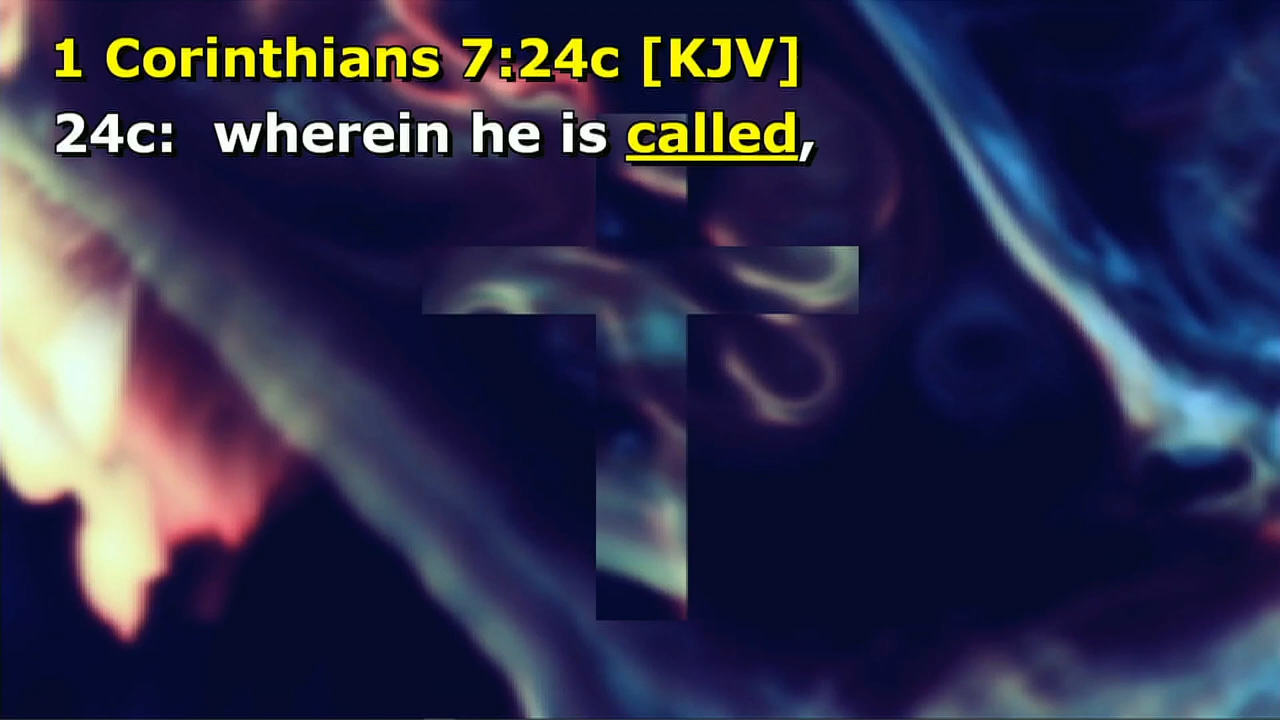 1 Corinthians 7:24c [KJV]
24c: wherein he is called,